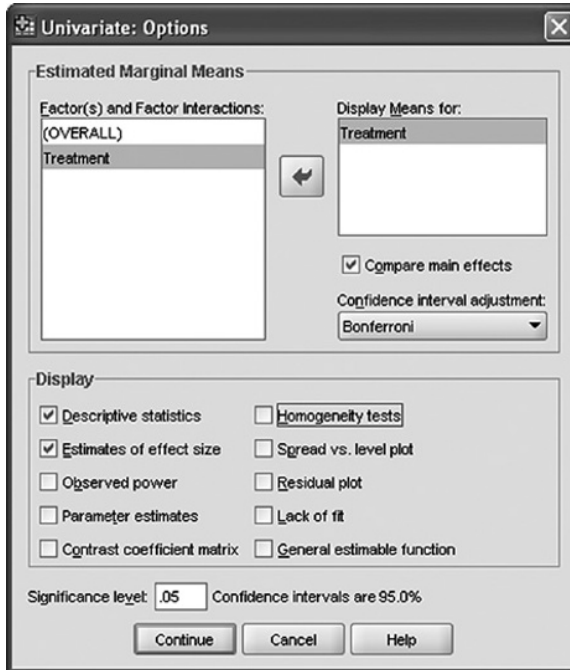 Univariate: Options
Estimated Marginal Means
Factor(s) and Factor Interactions:
(OVERALL)
Treatment
Display Means for:
Treatment
Compare main effects
Confidence interval adjustment:
Bonferroni
Display
Descriptive statistics
Homogeneity tests
Estimates of effect size
Spread vs. level plot
Observed power
Residual plot
Parameter estimates
Lack of fit
Contrast coefficient matrix
General estimable function
Significance level: .05 Confidence intervals are 95.0%
Continue Cancel Help